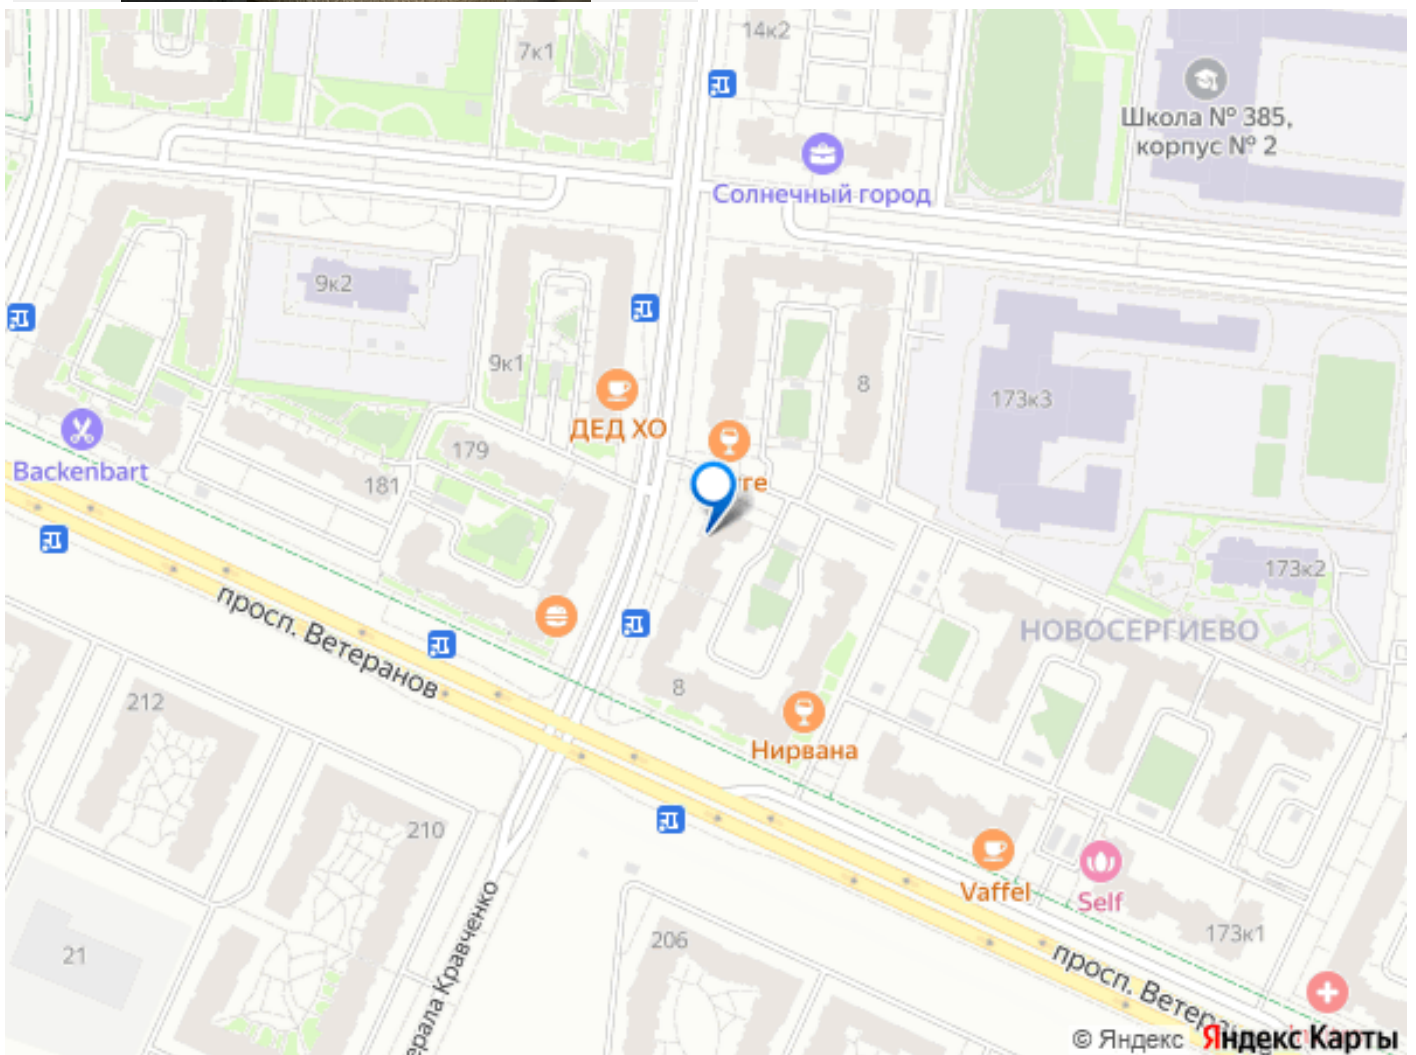 14к2
7к1
Школа № 385,
корпус № 2
Солнечный город
9к2
9к1
8
173к3
ДЕД ХО
179
Backenbart
181
173к2
просп. Ветеранов
НОВОСЕРГИЕВО
8
212
Нирвана
210
Vaffel
Self
206
173к1
21
просп.
© Яндекс
Яндекс Карты